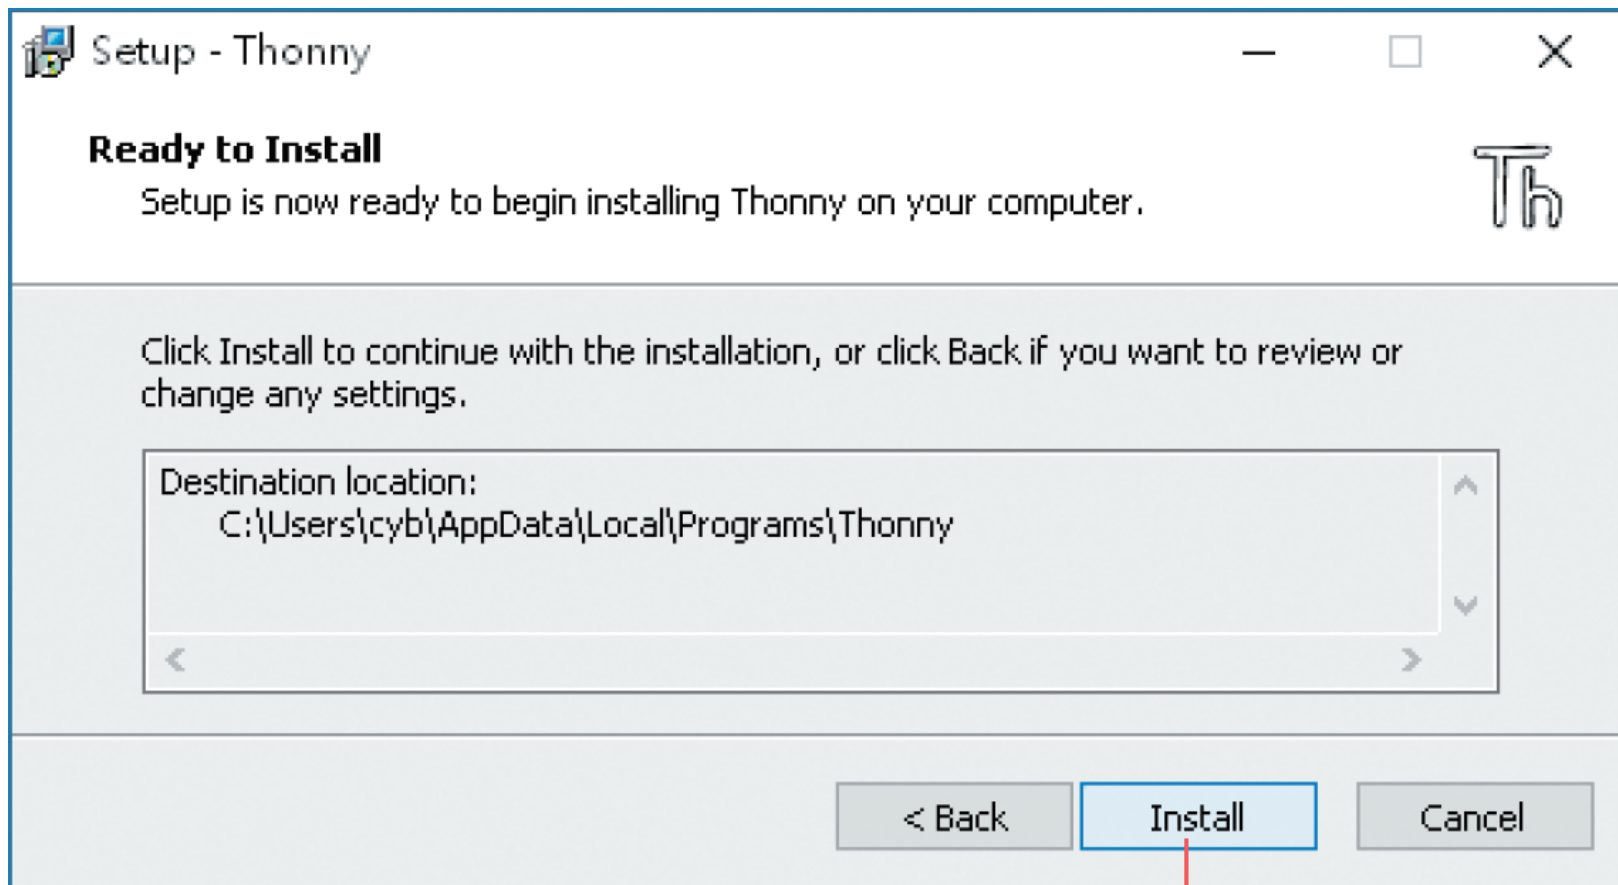 Setup - Thonny
Ready to Install
Setup is now ready to begin installing Thonny on your computer.
Th
Click Install to continue with the installation, or click Back if you want to review or
change any settings.
Destination location:
C:\Users\cyb\AppData\Local\Programs\Thonny
< Back
Install
Cancel